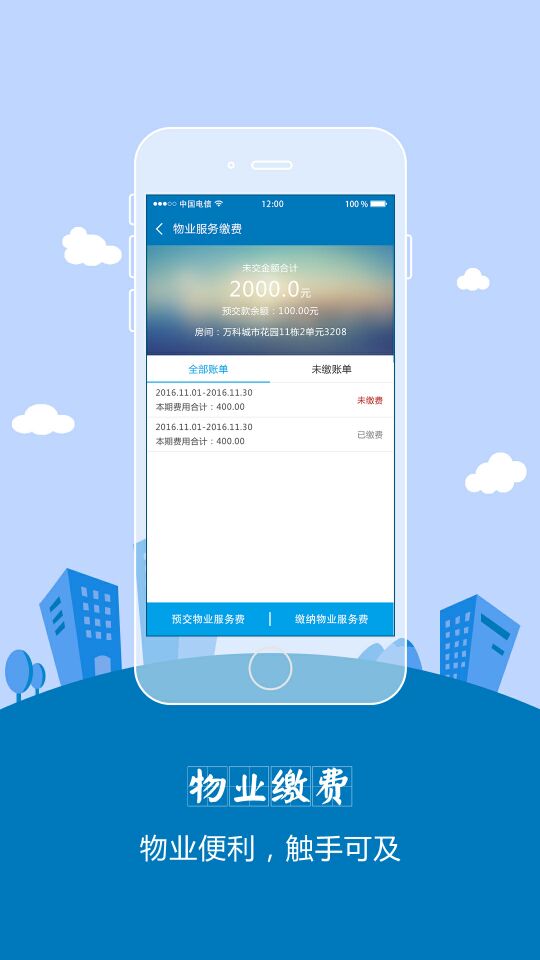 中国电信 12:00 100 %
物业服务缴费
未交金额合计
2000.0元
预交款余额：100.00元
房间：万科城市花园11栋2单元3208
全部账单 未缴账单
2016.11.01-2016.11.30
本期费用合计：400.00 未缴费
2016.11.01-2016.11.30
本期费用合计：400.00 已缴费
预交物业服务费 缴纳物业服务费
物业缴费
物业便利，触手可及